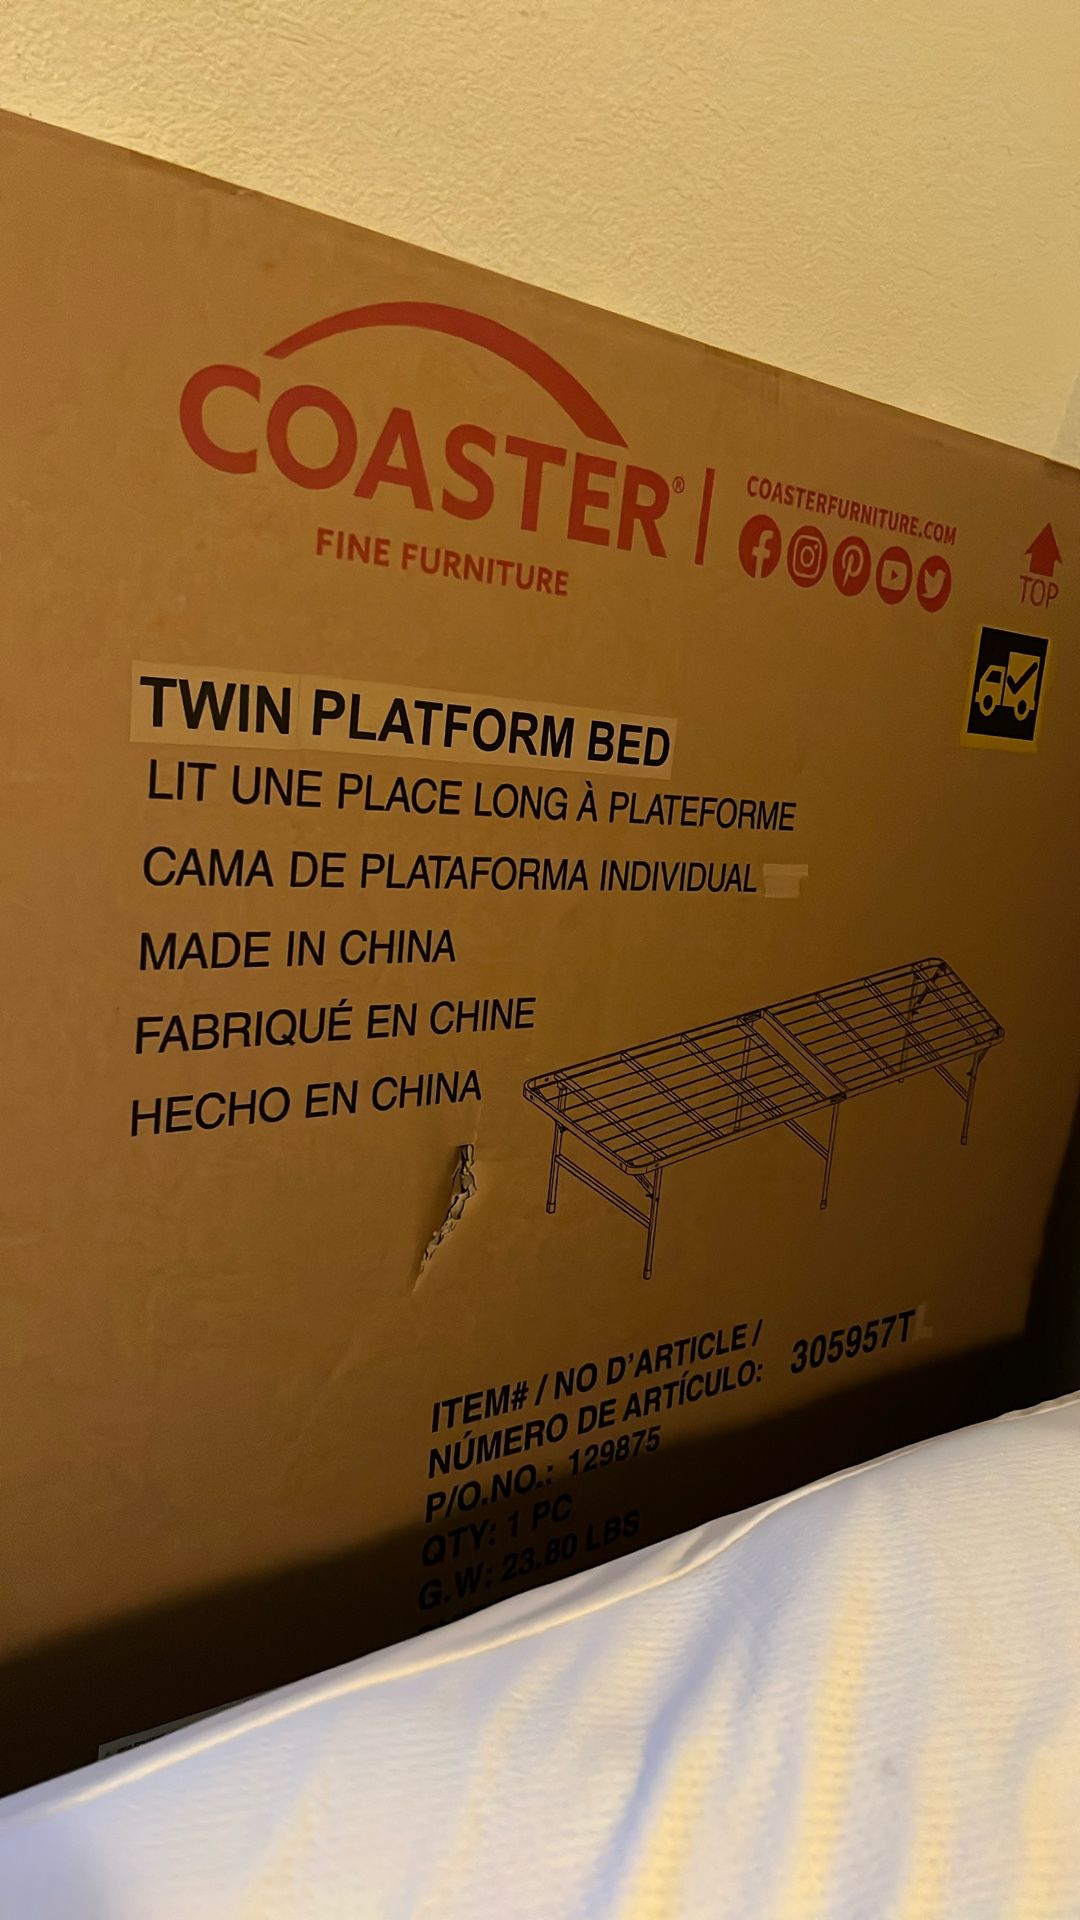 COASTER®
FINE FURNITURE
COASTERFURNITURE.COM
TOP
TWIN PLATFORM BED
LIT UNE PLACE LONG À PLATEFORME
CAMA DE PLATAFORMA INDIVIDUAL
MADE IN CHINA
FABRIQUÉ EN CHINE
HECHO EN CHINA
ITEM# / NO D'ARTICLE /
NÚMERO DE ARTÍCULO: 305957T
P/O.NO.: 129875
QTY: 1 PC
G.W: 23.80 LBS